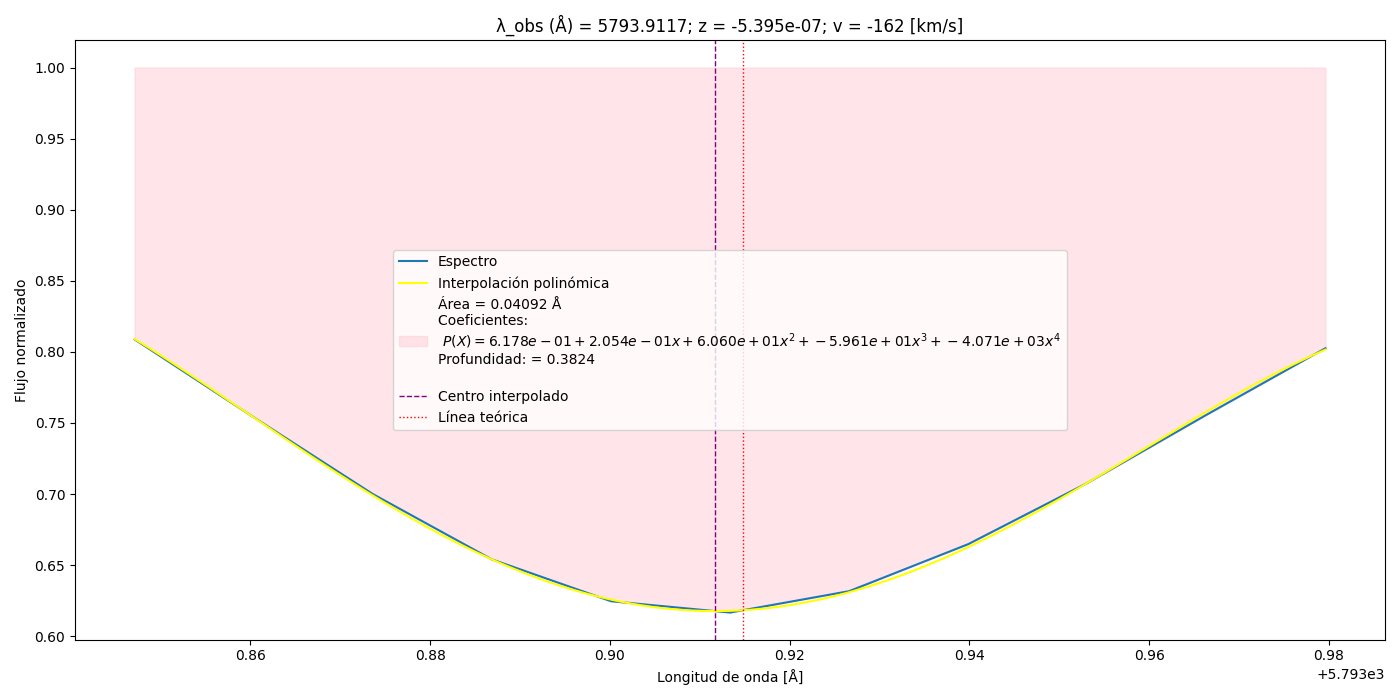 λ_obs (Å) = 5793.9117; z = -5.395e-07; v = -162 [km/s]
1.00
0.95
0.90
0.85
0.80
0.75
0.70
0.65
0.60
Flujo normalizado
Espectro
Interpolación polinómica
Área = 0.04092 Å
Coeficientes:
P(X) = 6.178e − 01 + 2.054e − 01x + 6.060e + 01x² + −5.961e + 01x³ + −4.071e + 03x⁴
Profundidad: = 0.3824
Centro interpolado
Línea teórica
0.86 0.88 0.90 0.92 0.94 0.96 0.98
+5.793e3
Longitud de onda [Å]